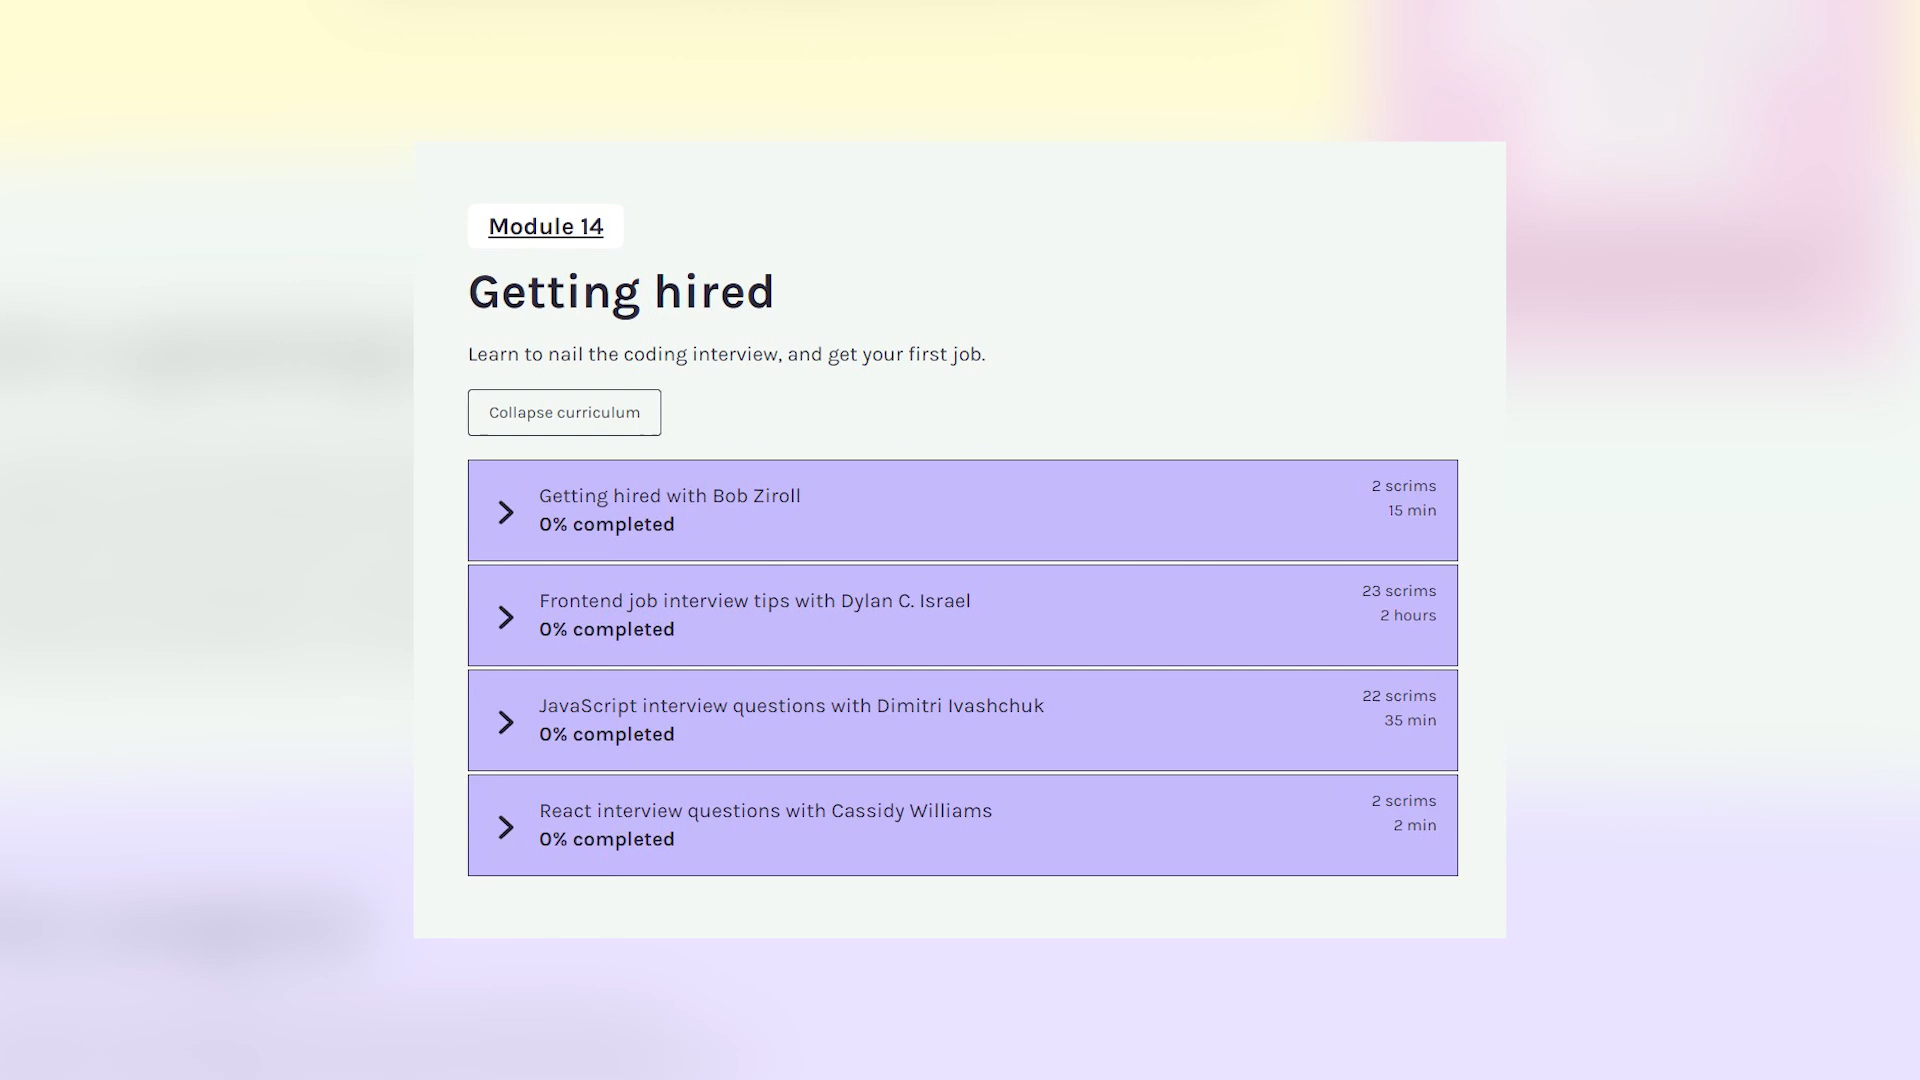 Module 14
Getting hired
Learn to nail the coding interview, and get your first job.
Collapse curriculum
Getting hired with Bob Ziroll
0% completed
2 scrims
15 min
Frontend job interview tips with Dylan C. Israel
0% completed
23 scrims
2 hours
JavaScript interview questions with Dimitri Ivashchuk
0% completed
22 scrims
35 min
React interview questions with Cassidy Williams
0% completed
2 scrims
2 min